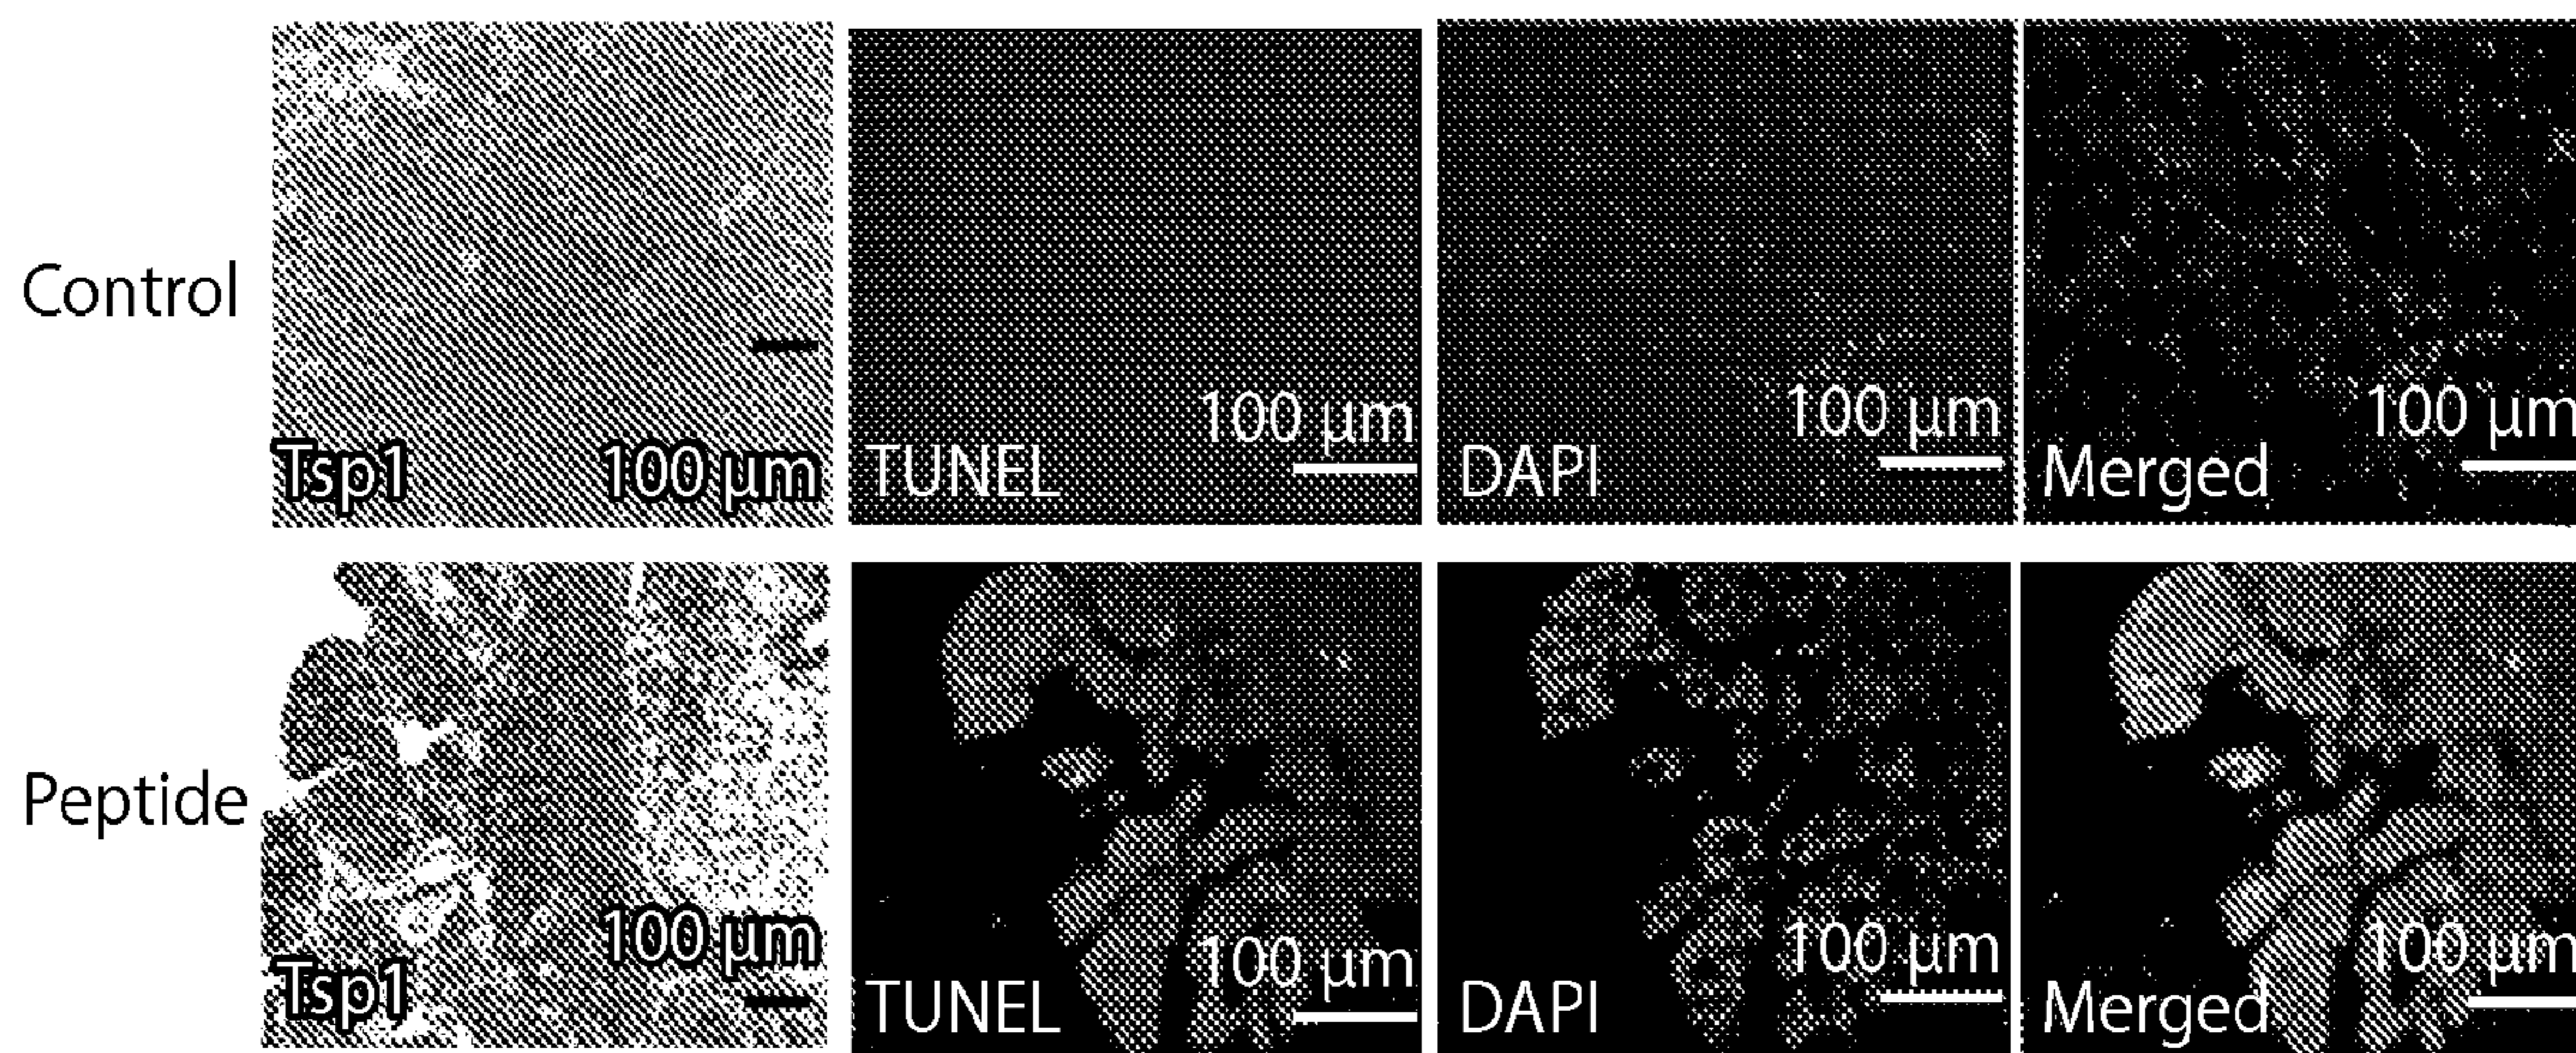 Control
Tsp1 100 µm
TUNEL 100 µm
DAPI 100 µm
Merged 100 µm
Peptide
Tsp1 100 µm
TUNEL 100 µm
DAPI 100 µm
Merged 100 µm